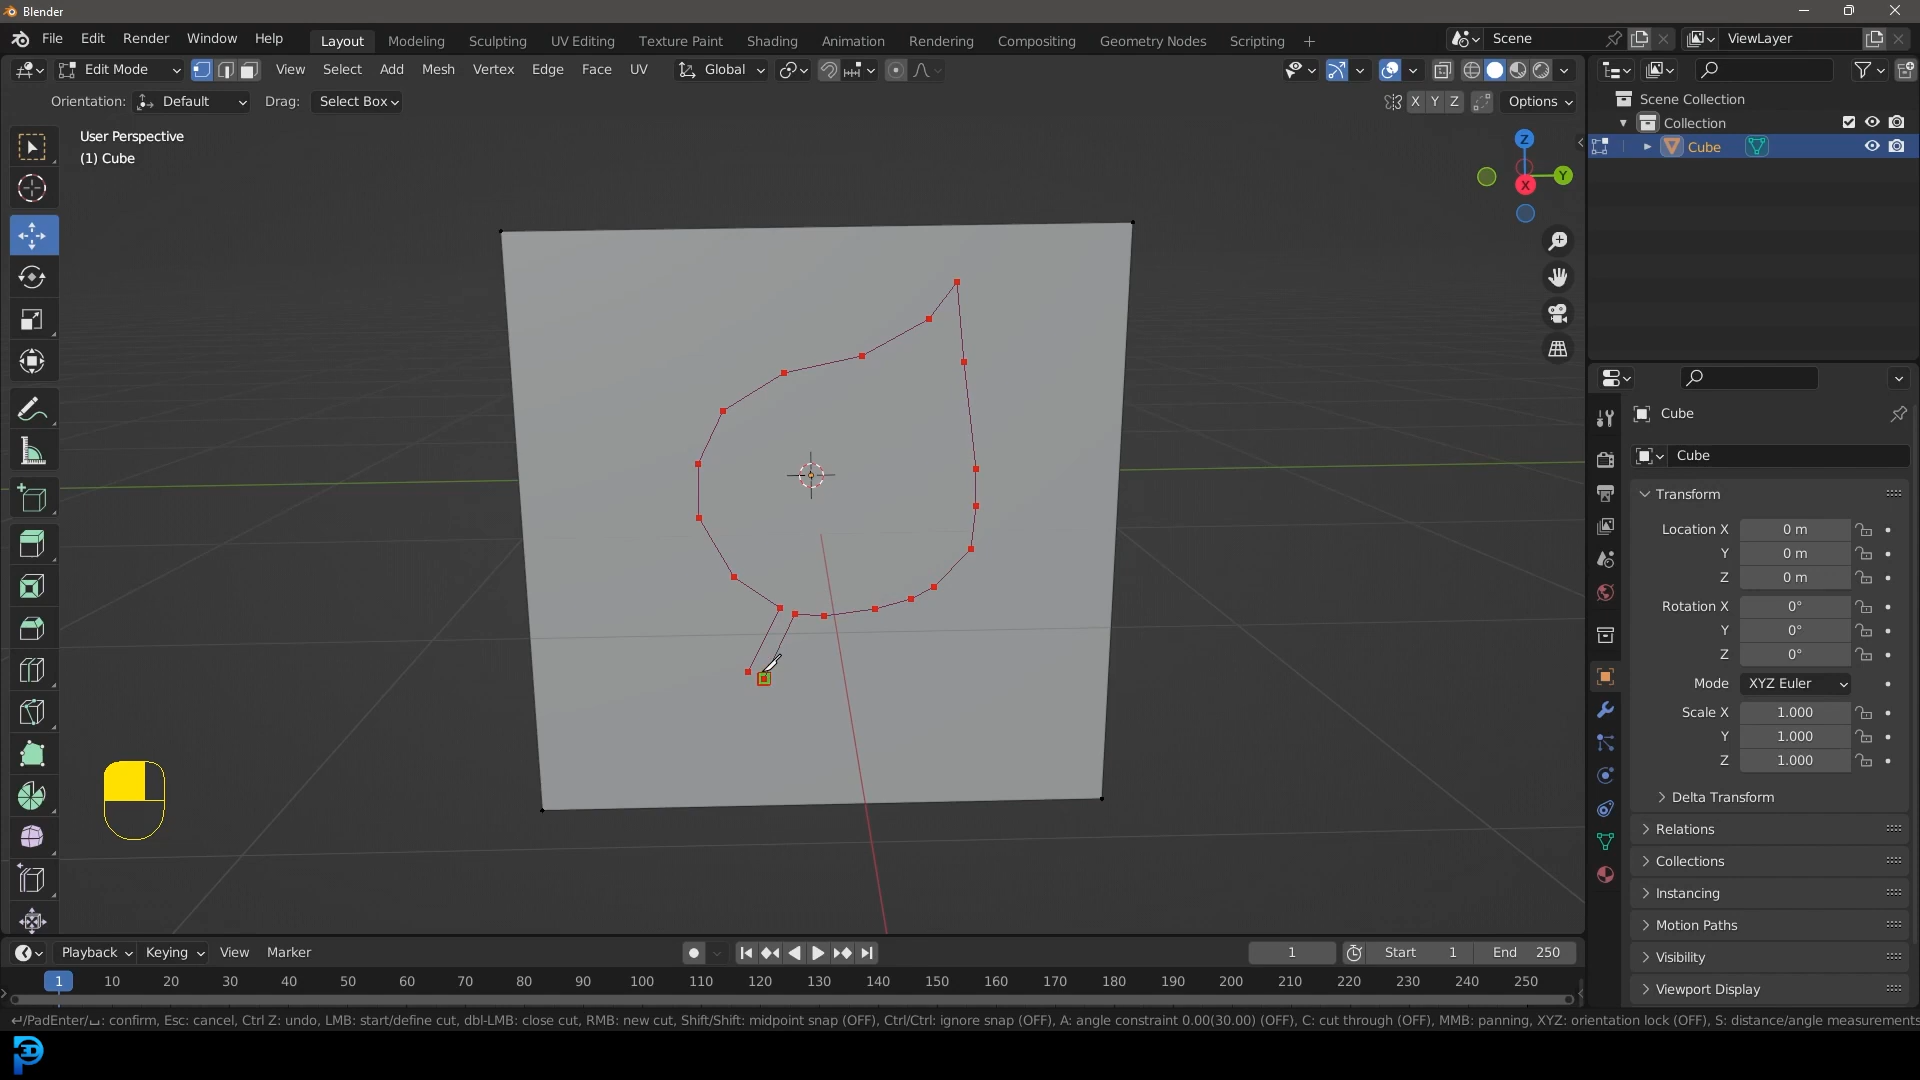 Blender
File Edit Render Window Help Layout Modeling Sculpting UV Editing Texture Paint Shading Animation Rendering Compositing Geometry Nodes Scripting + Scene ViewLayer
Edit Mode View Select Add Mesh Vertex Edge Face UV Global
Orientation: Default Drag: Select Box X Y Z Options
User Perspective
(1) Cube
Z
Y
X
Scene Collection
Collection
Cube
Cube
Cube
Transform
Location X 0 m
Y 0 m
Z 0 m
Rotation X 0°
Y 0°
Z 0°
Mode XYZ Euler
Scale X 1.000
Y 1.000
Z 1.000
Delta Transform
Relations
Collections
Instancing
Motion Paths
Visibility
Viewport Display
Playback Keying View Marker 1 Start 1 End 250
1 10 20 30 40 50 60 70 80 90 100 110 120 130 140 150 160 170 180 190 200 210 220 230 240 250
: confirm, Esc: cancel, Ctrl Z: undo, LMB: start/define cut, dbl-LMB: close cut, RMB: new cut, Shift/Shift: midpoint snap (OFF), Ctrl/Ctrl: ignore snap (OFF), A: angle constraint 0.00(30.00) (OFF), C: cut through (OFF), MMB: panning, XYZ: orientation lock (OFF), S: distance/angle measurements